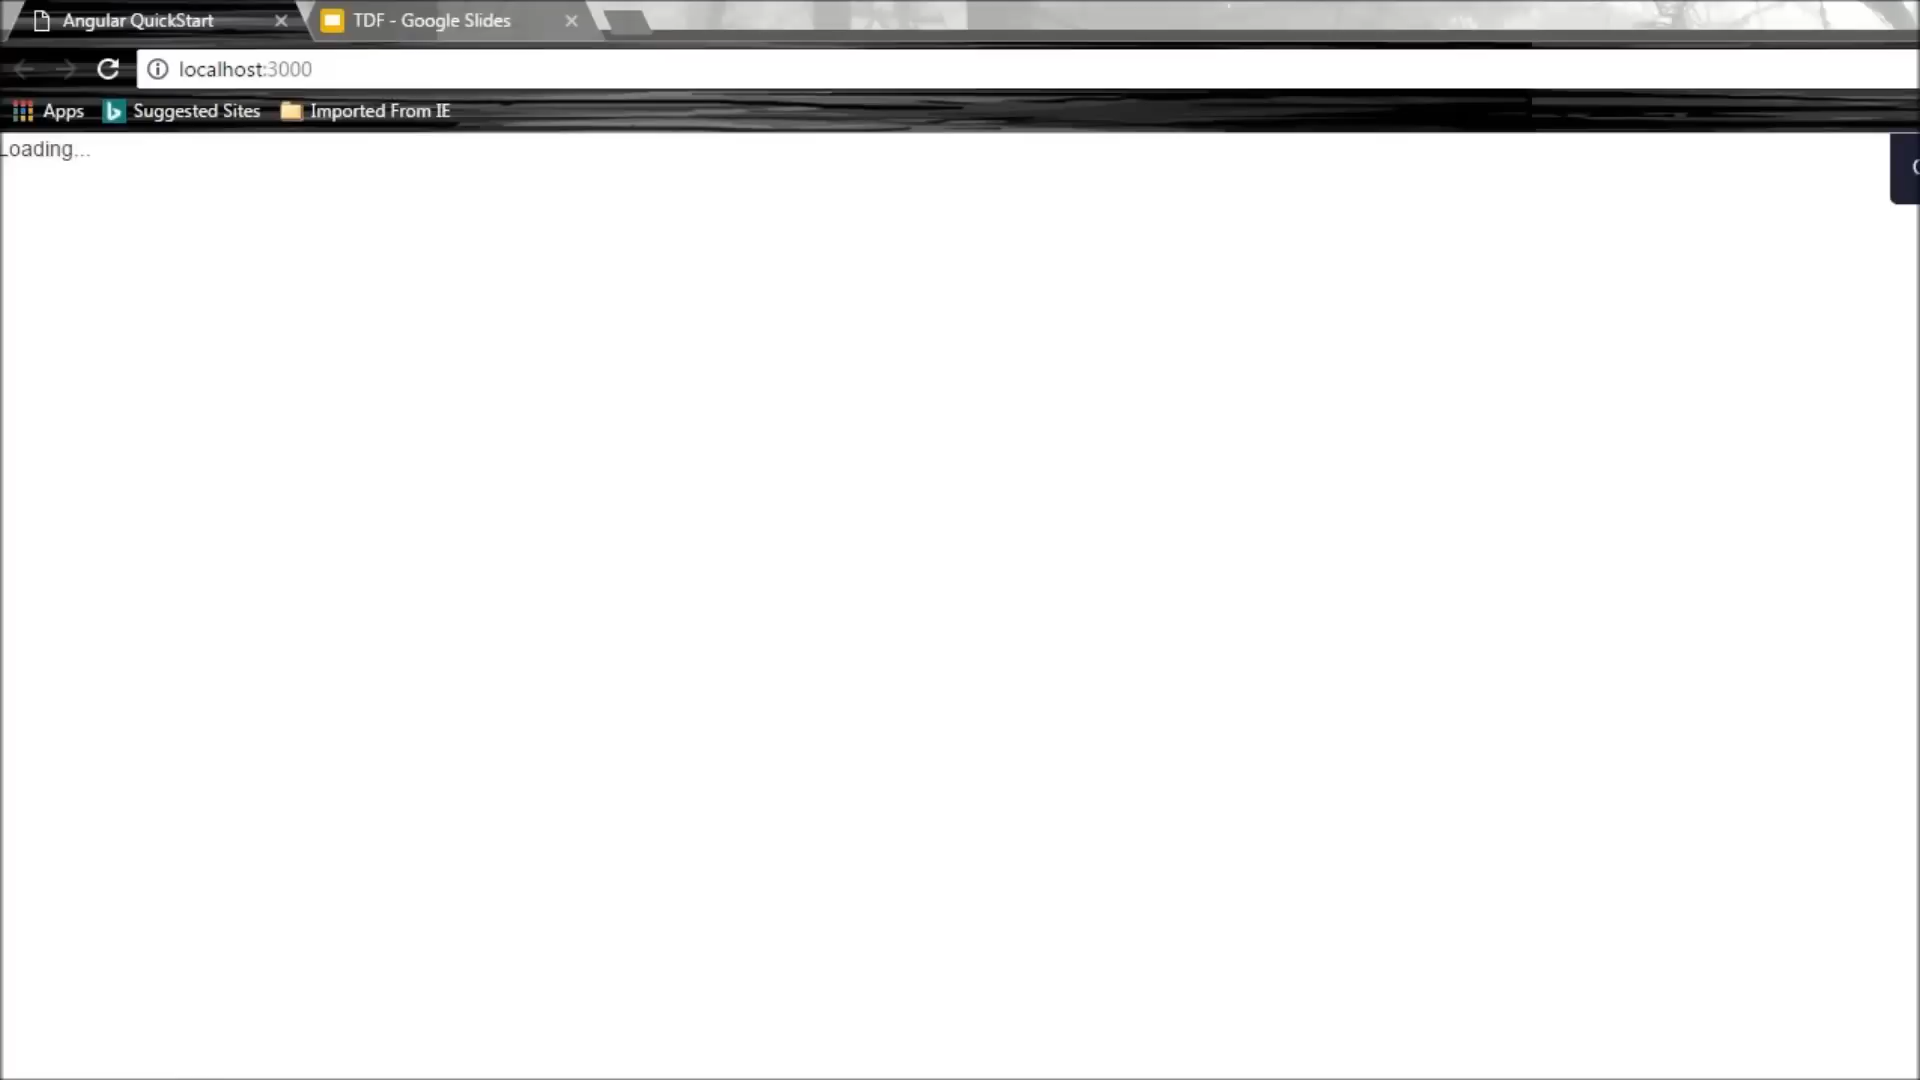 Angular QuickStart
TDF - Google Slides
localhost:3000
Apps Suggested Sites Imported From IE
Loading...